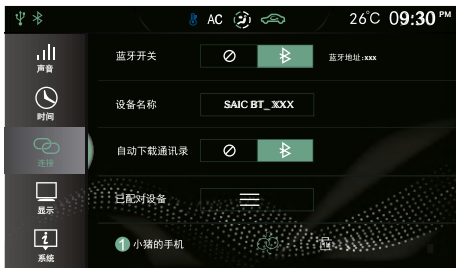 AC 26°C 09:30 PM
声音
时间
连接
显示
系统
蓝牙开关 蓝牙地址:xxx
设备名称 SAIC BT_XXX
自动下载通讯录
已配对设备
1 小猪的手机